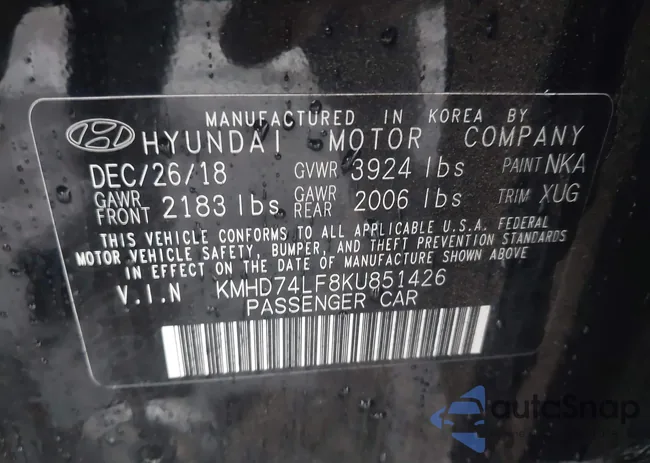 MANUFACTURED IN KOREA BY
HYUNDAI MOTOR COMPANY
DEC/26/18 GVWR 3924 lbs PAINT NKA
GAWR FRONT 2183 lbs GAWR REAR 2006 lbs TRIM XUG
THIS VEHICLE CONFORMS TO ALL APPLICABLE U.S.A. FEDERAL
MOTOR VEHICLE SAFETY, BUMPER, AND THEFT PREVENTION STANDARDS
IN EFFECT ON THE DATE OF MANUFACTURE SHOWN ABOVE
V.I.N KMHD74LF8KU851426
PASSENGER CAR
autoSnap